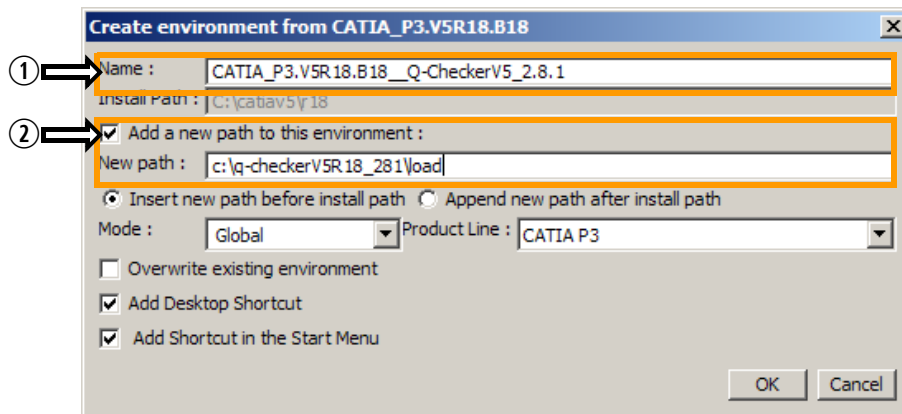 Create environment from CATIA_P3.V5R18.B18
① Name : CATIA_P3.V5R18.B18__Q-CheckerV5_2.8.1
Install Path : C:\catiav5\r18
② Add a new path to this environment :
New path : c:\q-checkerV5R18_281\load
Insert new path before install path Append new path after install path
Mode : Global Product Line : CATIA P3
Overwrite existing environment
Add Desktop Shortcut
Add Shortcut in the Start Menu
OK Cancel